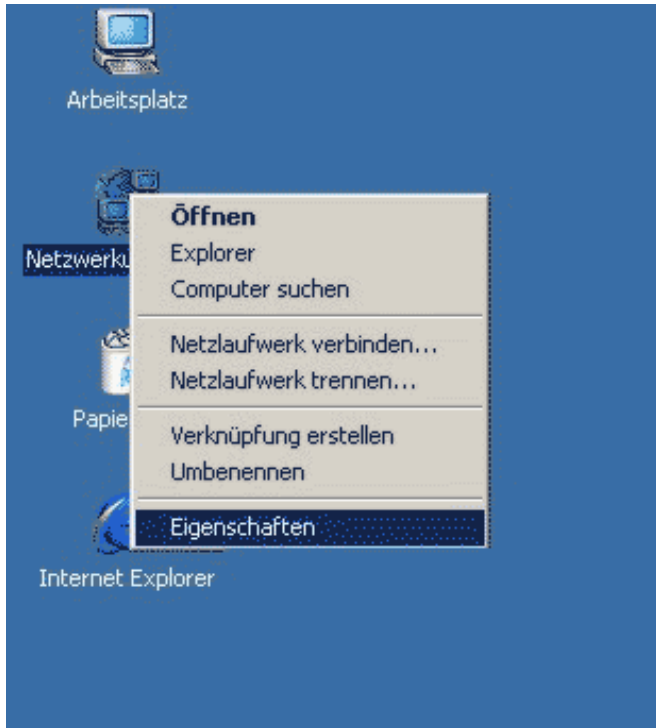 Arbeitsplatz
Netzwerku
Öffnen
Explorer
Computer suchen
Netzlaufwerk verbinden...
Netzlaufwerk trennen...
Papie
Verknüpfung erstellen
Umbenennen
Eigenschaften
Internet Explorer